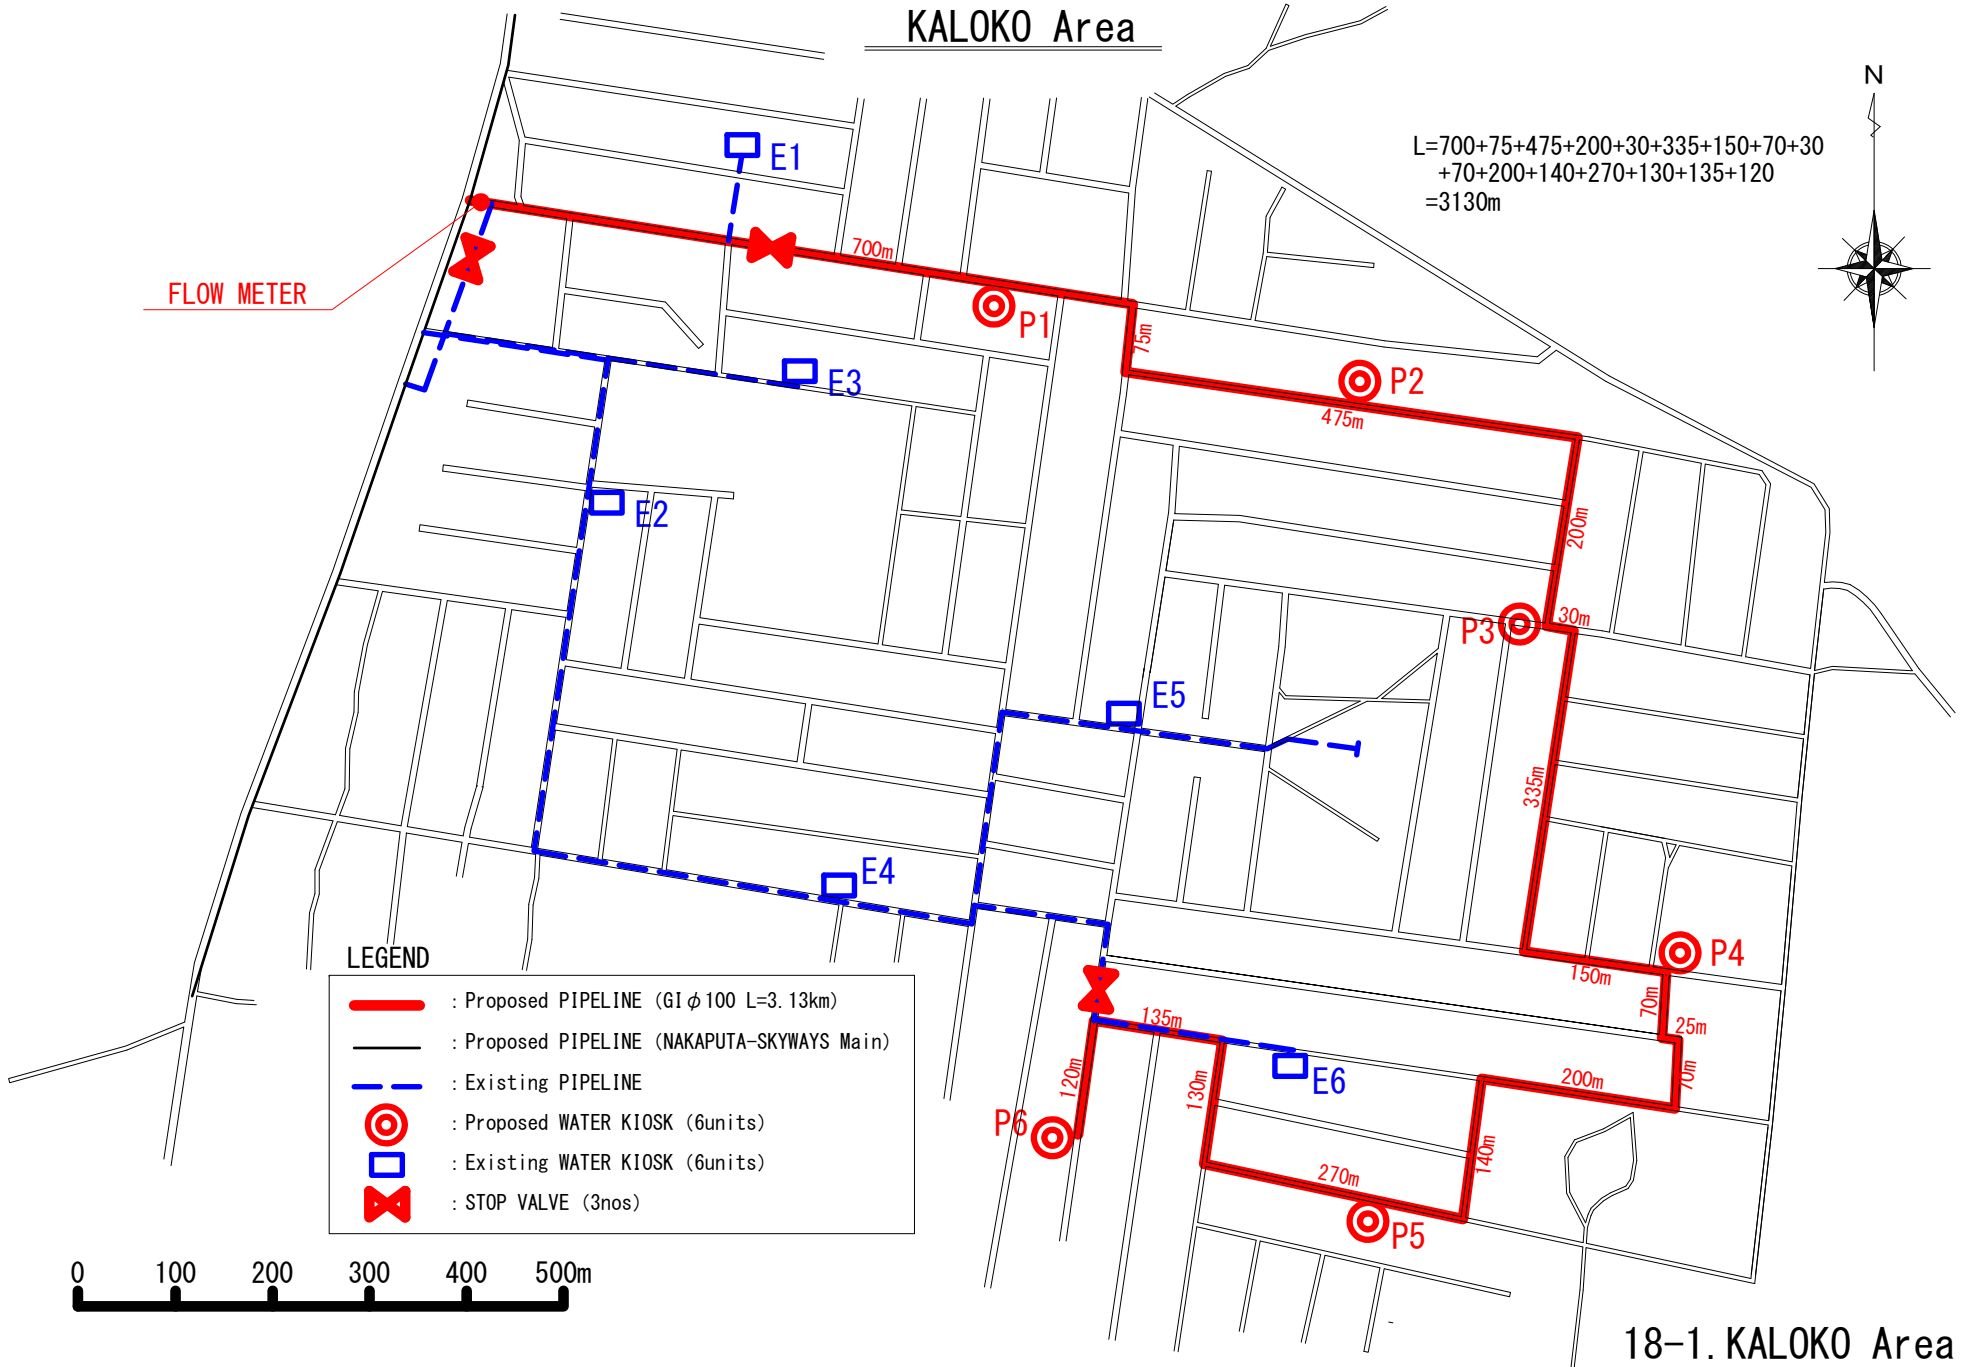 KALOKO Area
N
L=700+75+475+200+30+335+150+70+30
+70+200+140+270+130+135+120
=3130m
E1
700m
FLOW METER
P1
75m
P2
E3
475m
E2
200m
30m
P3
E5
335m
E4
P4
150m
70m
135m
25m
120m
130m
E6
200m
70m
P6
140m
270m
P5
LEGEND
: Proposed PIPELINE (GIφ100 L=3.13km)
: Proposed PIPELINE (NAKAPUTA-SKYWAYS Main)
: Existing PIPELINE
: Proposed WATER KIOSK (6units)
: Existing WATER KIOSK (6units)
: STOP VALVE (3nos)
0 100 200 300 400 500m
18-1. KALOKO Area